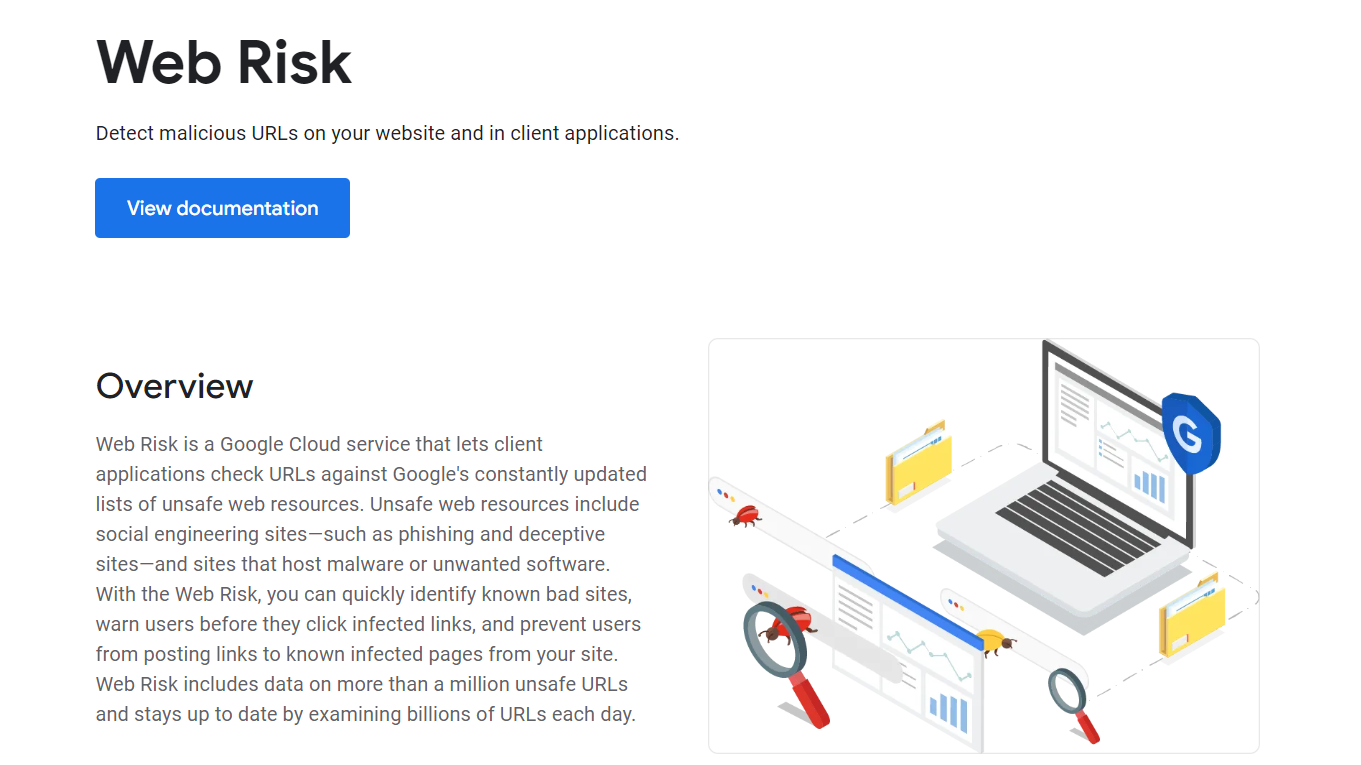 Web Risk
Detect malicious URLs on your website and in client applications.
View documentation
Overview
Web Risk is a Google Cloud service that lets client
applications check URLs against Google's constantly updated
lists of unsafe web resources. Unsafe web resources include
social engineering sites—such as phishing and deceptive
sites—and sites that host malware or unwanted software.
With the Web Risk, you can quickly identify known bad sites,
warn users before they click infected links, and prevent users
from posting links to known infected pages from your site.
Web Risk includes data on more than a million unsafe URLs
and stays up to date by examining billions of URLs each day.
G